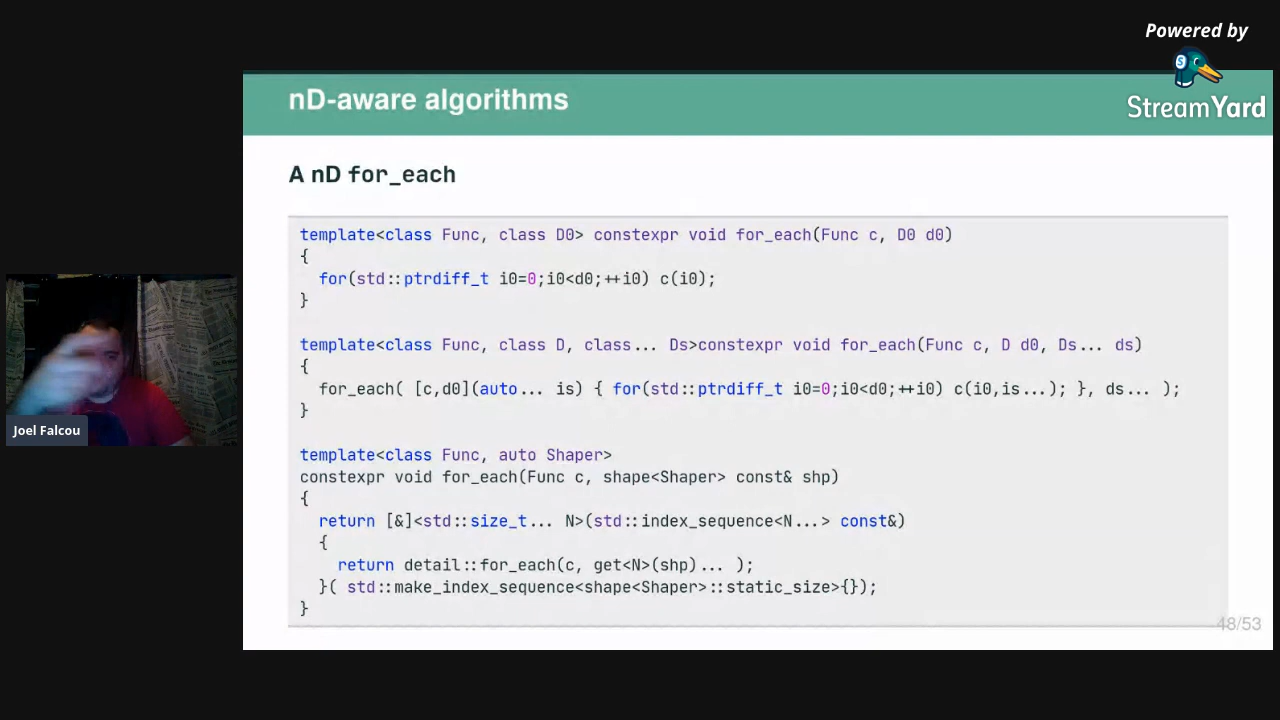 Powered by
StreamYard
nD-aware algorithms
A nD for_each
template<class Func, class D0> constexpr void for_each(Func c, D0 d0)
{
  for(std::ptrdiff_t i0=0;i0<d0;++i0) c(i0);
}
template<class Func, class D, class... Ds>constexpr void for_each(Func c, D d0, Ds... ds)
{
  for_each( [c,d0](auto... is) { for(std::ptrdiff_t i0=0;i0<d0;++i0) c(i0,is...); }, ds... );
}
template<class Func, auto Shaper>
constexpr void for_each(Func c, shape<Shaper> const& shp)
{
  return [&]<std::size_t... N>(std::index_sequence<N...> const&)
  {
    return detail::for_each(c, get<N>(shp)... );
  }( std::make_index_sequence<shape<Shaper>::static_size>{});
}
48/53
Joel Falcou